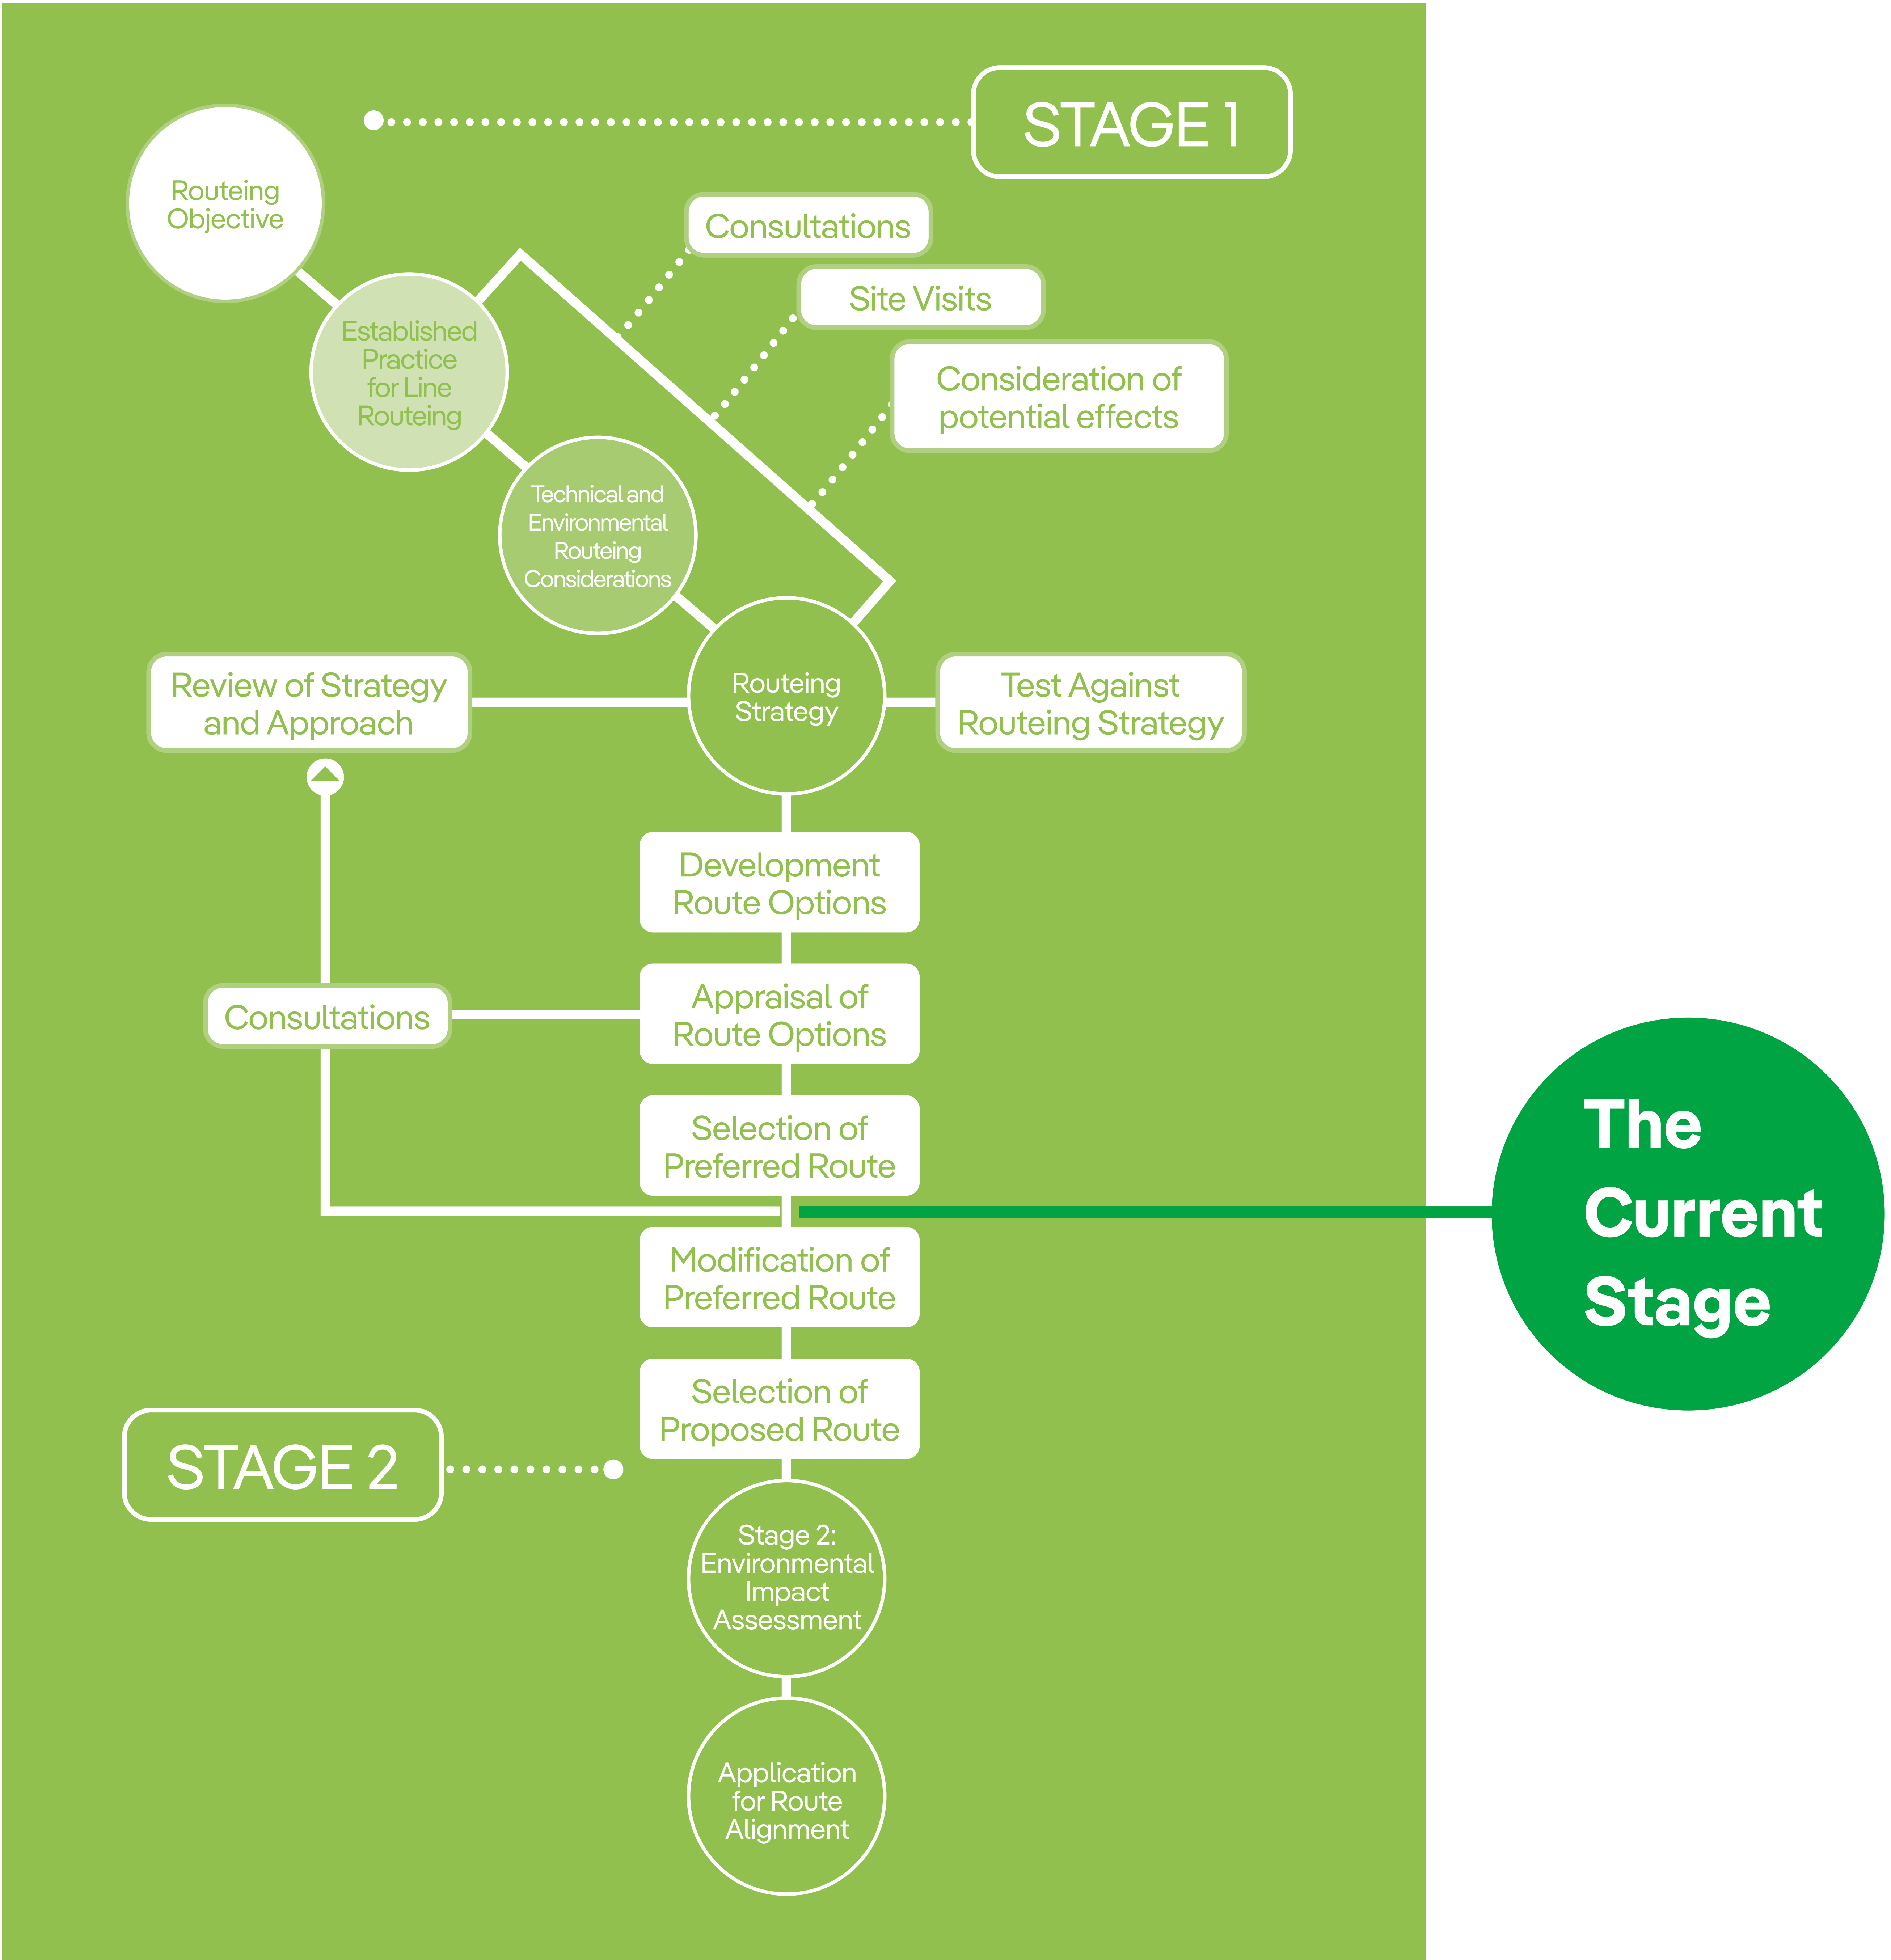 STAGE 1
Routeing
Objective
Consultations
Site Visits
Established
Practice
for Line
Routeing
Consideration of
potential effects
Technical and
Environmental
Routeing
Considerations
Review of Strategy
and Approach
Routeing
Strategy
Test Against
Routeing Strategy
Development
Route Options
Consultations
Appraisal of
Route Options
Selection of
Preferred Route
The
Current
Stage
Modification of
Preferred Route
Selection of
Proposed Route
STAGE 2
Stage 2:
Environmental
Impact
Assessment
Application
for Route
Alignment